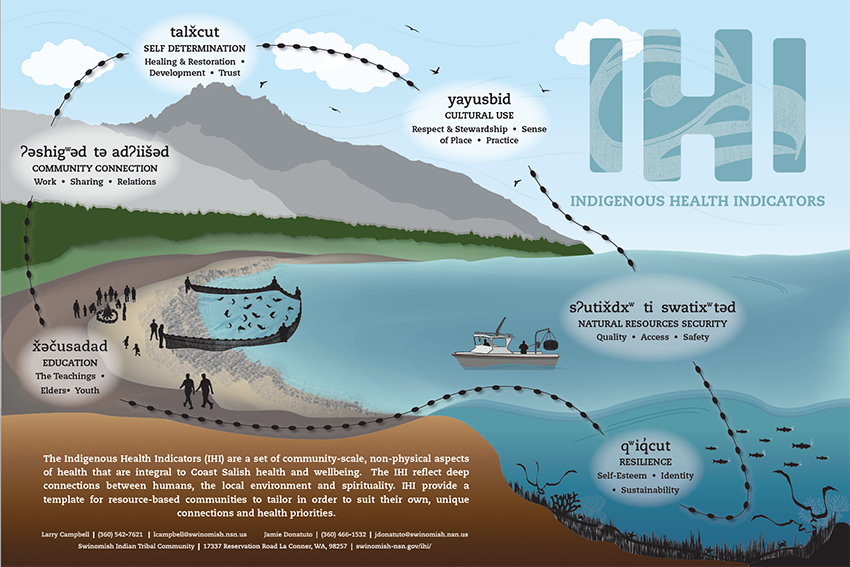 talx̌cut
SELF DETERMINATION
Healing & Restoration •
Development • Trust
yayusbid
CULTURAL USE
Respect & Stewardship • Sense
of Place • Practice
IHI
INDIGENOUS HEALTH INDICATORS
ʔəshigʷəd tə adʔiišəd
COMMUNITY CONNECTION
Work • Sharing • Relations
sʔutix̌dxʷ ti swatixʷtəd
NATURAL RESOURCES SECURITY
Quality • Access • Safety
x̌əčusadad
EDUCATION
The Teachings •
Elders• Youth
qʷiq̓cut
RESILIENCE
Self-Esteem • Identity
• Sustainability
The Indigenous Health Indicators (IHI) are a set of community-scale, non-physical aspects
of health that are integral to Coast Salish health and wellbeing. The IHI reflect deep
connections between humans, the local environment and spirituality. IHI provide a
template for resource-based communities to tailor in order to suit their own, unique
connections and health priorities.
Larry Campbell | (360) 542-7621 | lcampbell@swinomish.nsn.us Jamie Donatuto | (360) 466-1532 | jdonatuto@swinomish.nsn.us
Swinomish Indian Tribal Community | 17337 Reservation Road La Conner, WA, 98257 | swinomish-nsn.gov/ihi/